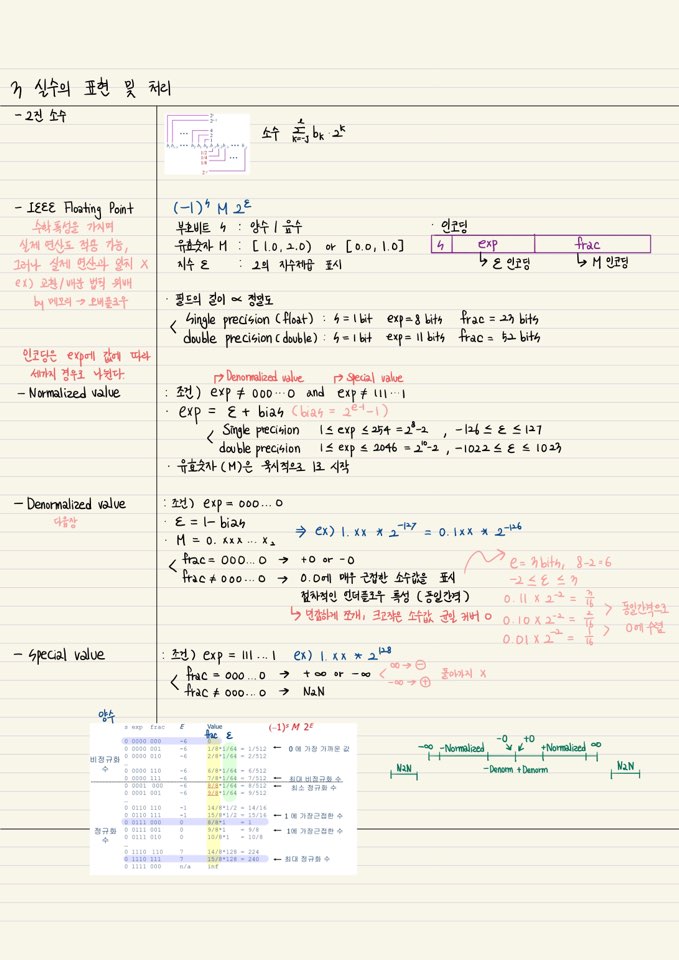 3 실수의 표현 및 처리
- 2진 소수
소수 Σ k=-j i bk · 2^k
- IEEE Floating Point
수학 특성을 가지며
실제 연산도 적용 가능,
그러나 실제 연산과 일치 X
ex) 교환/배분 법칙 위배
by 메모리 → 오버플로우
(-1)^s M 2^E
부호비트 s : 양수 / 음수
유효숫자 M : [1.0, 2.0) or [0.0, 1.0]
지수 E : 2의 지수제곱 표시
· 인코딩
s exp frac
↳ E 인코딩 ↳ M 인코딩
· 필드의 길이 ∝ 정밀도
< single precision (float) : s = 1 bit exp = 8 bits frac = 23 bits
double precision (double) : s = 1 bit exp = 11 bits frac = 52 bits
인코딩은 exp에 값에 따라
세가지 경우로 나뉜다.
- Normalized value
→ Denormalized value → Special value
: 조건) exp ≠ 000...0 and exp ≠ 111...1
· exp = E + bias (bias = 2^(e-1) -1)
< Single precision 1 ≤ exp ≤ 254 = 2^8-2 , -126 ≤ E ≤ 127
double precision 1 ≤ exp ≤ 2046 = 2^10-2 , -1022 ≤ E ≤ 1023
· 유효숫자 (M)은 묵시적으로 1로 시작
- Denormalized value
다음장
: 조건) exp = 000...0
· E = 1 - bias
⇒ ex) 1.xx * 2^-127 = 0.1xx * 2^-126
· M = 0.xxx...x₂
< frac = 000...0 → +0 or -0
frac ≠ 000...0 → 0.0에 매우 근접한 소수값을 표시
점차적인 언더플로우 특성 (동일간격)
↳ 면잡하게 쪼개, 크고작은 소수값 균일 커버 O
e = 3 bits, 8-2=6
-2 ≤ E ≤ 3
0.11 × 2^-2 = 3/16
0.10 × 2^-2 = 2/16
0.01 × 2^-2 = 1/16
> 동일간격으로
> 0에 수렴
- Special value
: 조건) exp = 111...1 ex) 1.xx * 2^128
< frac = 000...0 → +∞ or -∞
frac ≠ 000...0 → NaN
< ∞ → ⊖
-∞ → ⊕
돌아가지 X
양수
s exp frac E Value
frac E
(-1)^s M 2^E
0 0000 000 -6 0
0 0000 001 -6 1/8*1/64 = 1/512 ← 0에 가장 가까운 값
0 0000 010 -6 2/8*1/64 = 2/512
비정규화 수
…
0 0000 110 -6 6/8*1/64 = 6/512
0 0000 111 -6 7/8*1/64 = 7/512 ← 최대 비정규화 수
0 0001 000 -6 8/8*1/64 = 8/512 ← 최소 정규화 수
0 0001 001 -6 9/8*1/64 = 9/512
…
0 0110 110 -1 14/8*1/2 = 14/16
0 0110 111 -1 15/8*1/2 = 15/16 ← 1에 가장근접한 수
0 0111 000 0 8/8*1 = 1
정규화 수
0 0111 001 0 9/8*1 = 9/8 ← 1에 가장근접한 수
0 0111 010 0 10/8*1 = 10/8
…
0 1110 110 7 14/8*128 = 224
0 1110 111 7 15/8*128 = 240 ← 최대 정규화 수
0 1111 000 n/a inf
-0 +0
-∞ -Normalized +Normalized ∞
NaN -Denorm +Denorm NaN